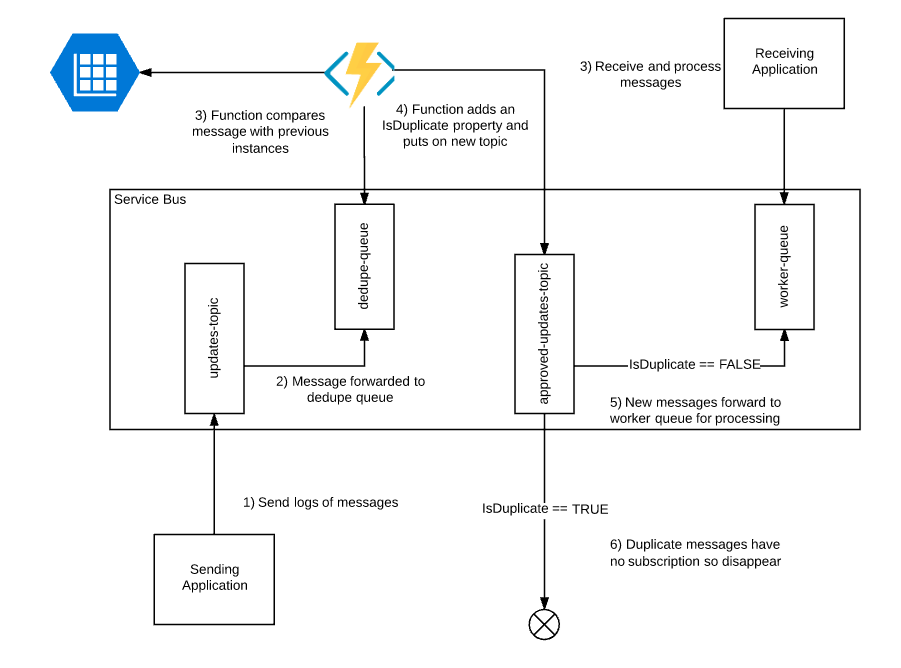 Receiving
Application
3) Receive and process
messages
3) Function compares
message with previous
instances
4) Function adds an
IsDuplicate property and
puts on new topic
Service Bus
dedupe-queue
worker-queue
updates-topic
approved-updates-topic
IsDuplicate == FALSE
2) Message forwarded to
dedupe queue
5) New messages forward to
worker queue for processing
1) Send logs of messages
IsDuplicate == TRUE
6) Duplicate messages have
no subscription so disappear
Sending
Application